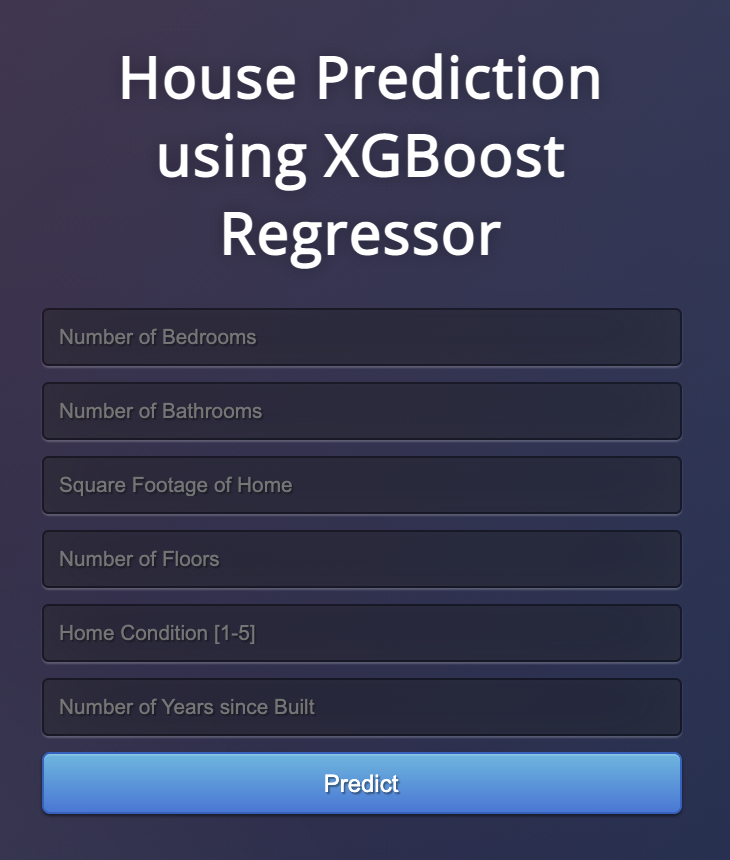 House Prediction
using XGBoost
Regressor
Number of Bedrooms
Number of Bathrooms
Square Footage of Home
Number of Floors
Home Condition [1-5]
Number of Years since Built
Predict